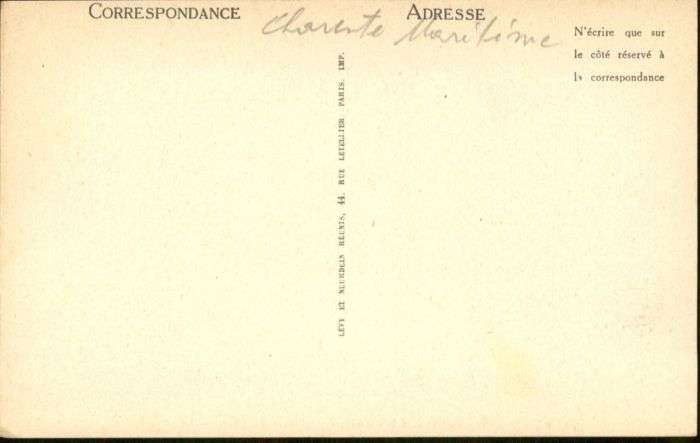 CORRESPONDANCE
Charente Maritime
ADRESSE
N'écrire que sur
le côté réservé à
la correspondance
LÉVY ET NEURDEIN RÉUNIS, 44, RUE LETELLIER PARIS IMP.